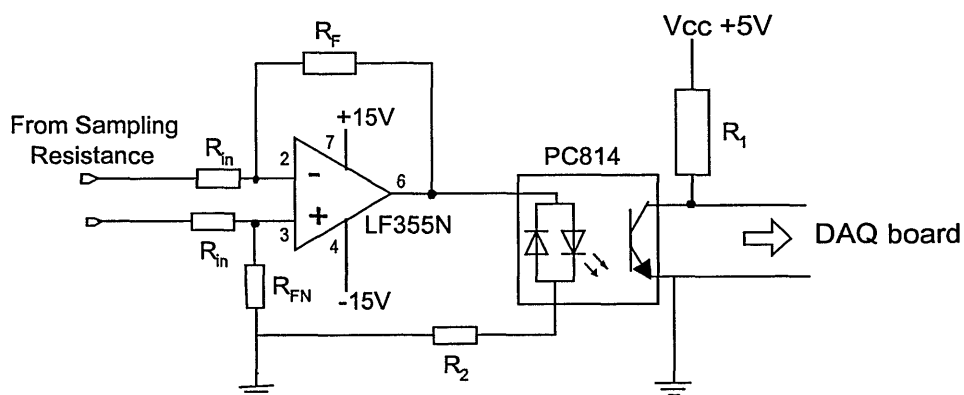 Vcc +5V
R_F
From Sampling
Resistance
+15V
R_1
R_in
7
PC814
2
-
6
+
3
4
LF355N
R_in
DAQ board
R_FN
-15V
R_2